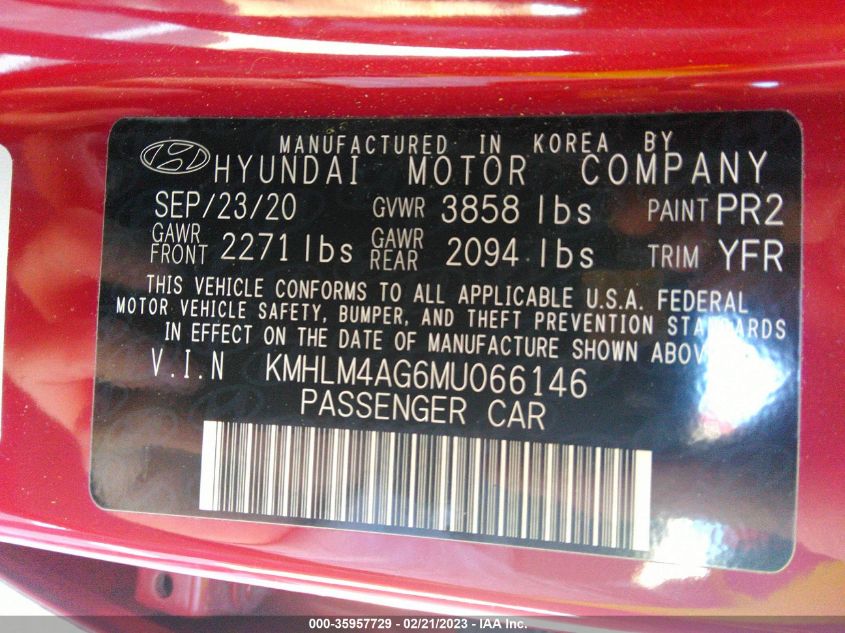 MANUFACTURED IN KOREA BY
HYUNDAI MOTOR COMPANY
SEP/23/20 GVWR 3858 lbs PAINT PR2
GAWR FRONT 2271 lbs GAWR REAR 2094 lbs TRIM YFR
THIS VEHICLE CONFORMS TO ALL APPLICABLE U.S.A. FEDERAL
MOTOR VEHICLE SAFETY, BUMPER, AND THEFT PREVENTION STANDARDS
IN EFFECT ON THE DATE OF MANUFACTURE SHOWN ABOVE.
V.I.N KMHLM4AG6MU066146
PASSENGER CAR
000-35957729 - 02/21/2023 - IAA Inc.